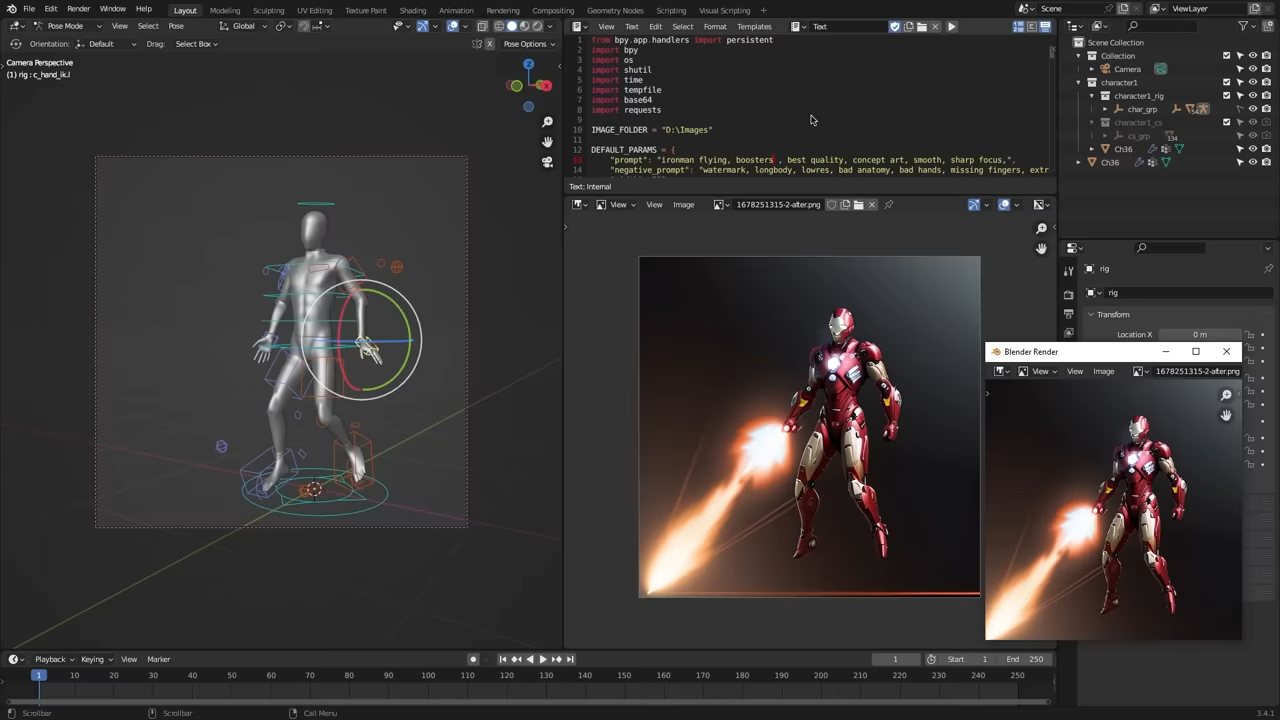 File Edit Render Window Help Layout Modeling Sculpting UV Editing Texture Paint Shading Animation Rendering Compositing Geometry Nodes Scripting Visual Scripting + Scene ViewLayer
Pose Mode View Select Pose Global
Orientation: Default Drag: Select Box Pose Options
Camera Perspective
(1) rig : c_hand_ik.l
Z
X
View Text Edit Select Format Templates Text
1 from bpy.app.handlers import persistent
2 import bpy
3 import os
4 import shutil
5 import time
6 import tempfile
7 import base64
8 import requests
9
10 IMAGE_FOLDER = "D:\Images"
11
12 DEFAULT_PARAMS = {
13 "prompt": "ironman flying, boosters , best quality, concept art, smooth, sharp focus,",
14 "negative_prompt": "watermark, longbody, lowres, bad anatomy, bad hands, missing fingers, extr
Text: Internal
View View Image 1678251315-2-after.png
Blender Render
View View Image 1678251315-2-after.png
Scene Collection
Collection
Camera
character1
character1_rig
char_grp
54
character1_cs
cs_grp
134
Ch36
Ch36
rig
rig
Transform
Location X 0 m
Playback Keying View Marker 1 Start 1 End 250
1 10 20 30 40 50 60 70 80 90 100 110 120 130 140 150 160 170 180 190 200 210 220 230 240 250
Scrollbar Scrollbar Call Menu 3.4.1